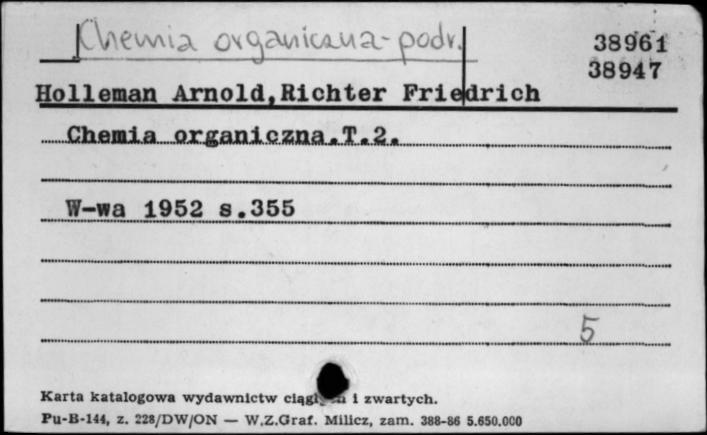 Chemia organiczna-podr.
38961
38947
Holleman Arnold,Richter Friedrich
Chemia organiczna.T.2.
W-wa 1952 s.355
5
Karta katalogowa wydawnictw i zwartych.
Pu-B-144, z. 228/DW/ON — W.Z.Graf. Milicz, zam. 388-86 5.650.000